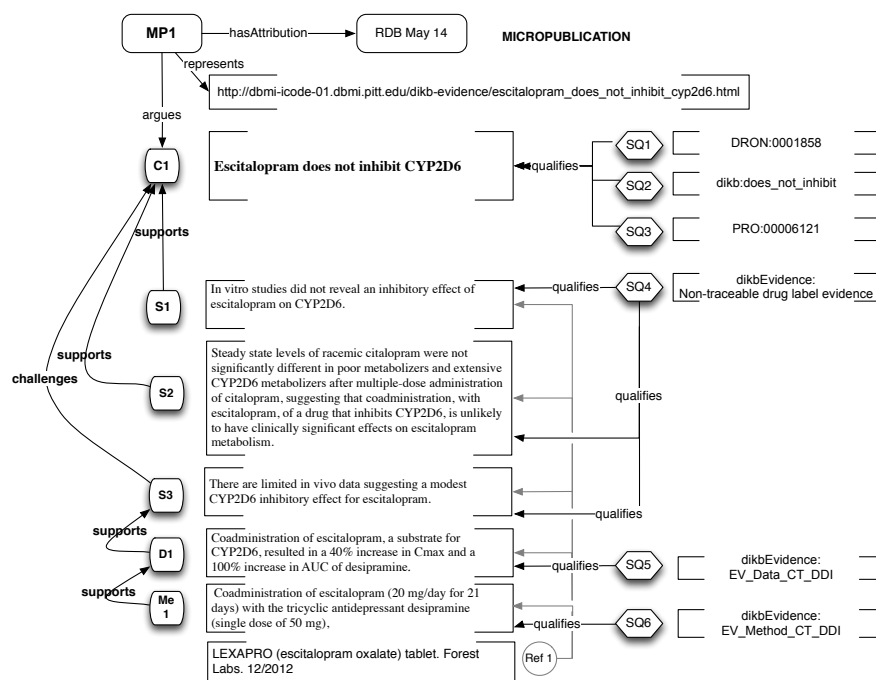 MP1
hasAttribution
RDB May 14
MICROPUBLICATION
represents
http://dbmi-icode-01.dbmi.pitt.edu/dikb-evidence/escitalopram_does_not_inhibit_cyp2d6.html
argues
C1
Escitalopram does not inhibit CYP2D6
qualifies
SQ1
DRON:0001858
SQ2
dikb:does_not_inhibit
SQ3
PRO:00006121
supports
S1
In vitro studies did not reveal an inhibitory effect of
escitalopram on CYP2D6.
qualifies
SQ4
dikbEvidence:
Non-traceable drug label evidence
supports
challenges
S2
Steady state levels of racemic citalopram were not
significantly different in poor metabolizers and extensive
CYP2D6 metabolizers after multiple-dose administration
of citalopram, suggesting that coadministration, with
escitalopram, of a drug that inhibits CYP2D6, is unlikely
to have clinically significant effects on escitalopram
metabolism.
qualifies
S3
There are limited in vivo data suggesting a modest
CYP2D6 inhibitory effect for escitalopram.
qualifies
supports
D1
Coadministration of escitalopram, a substrate for
CYP2D6, resulted in a 40% increase in Cmax and a
100% increase in AUC of desipramine.
qualifies
SQ5
dikbEvidence:
EV_Data_CT_DDI
supports
Me
1
Coadministration of escitalopram (20 mg/day for 21
days) with the tricyclic antidepressant desipramine
(single dose of 50 mg),
qualifies
SQ6
dikbEvidence:
EV_Method_CT_DDI
LEXAPRO (escitalopram oxalate) tablet. Forest
Labs. 12/2012
Ref 1